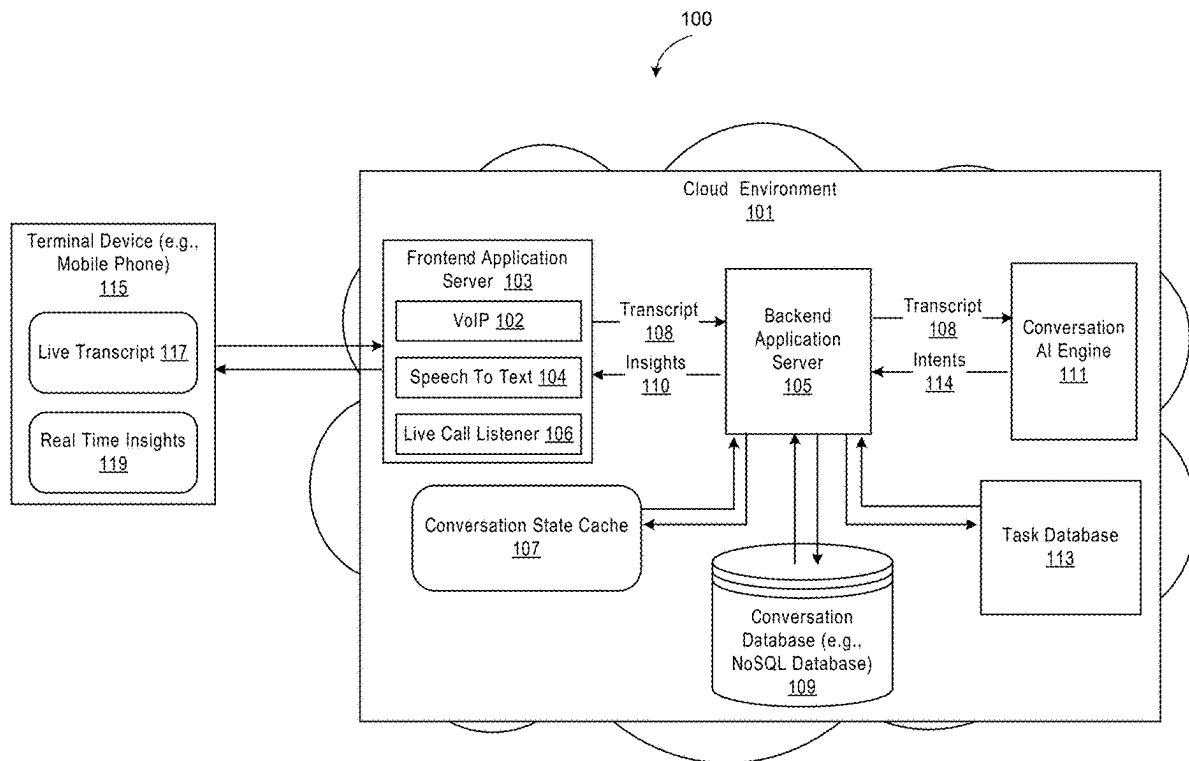 100
Cloud Environment
101
Terminal Device (e.g.,
Mobile Phone)
115
Live Transcript 117
Real Time Insights
119
Frontend Application
Server 103
VoIP 102
Speech To Text 104
Live Call Listener 106
Transcript
108
Insights
110
Backend
Application
Server
105
Transcript
108
Intents
114
Conversation
AI Engine
111
Conversation State Cache
107
Conversation
Database (e.g.,
NoSQL Database)
109
Task Database
113